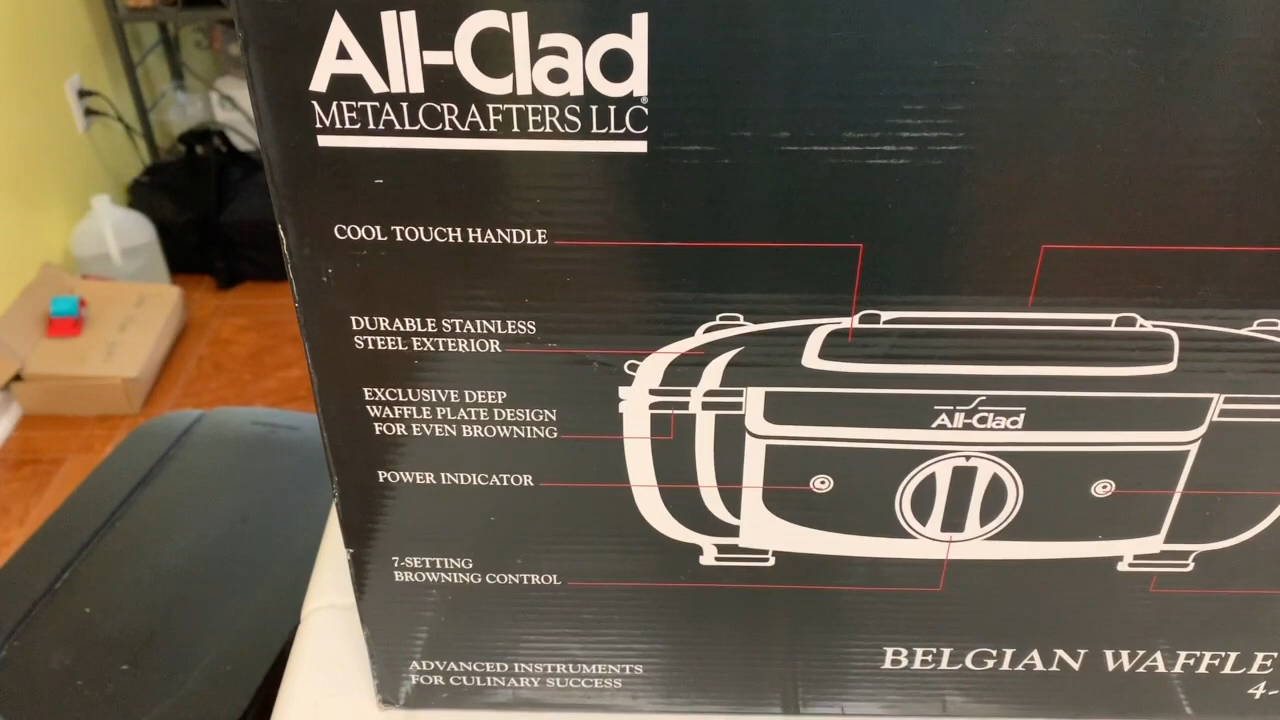 All-Clad
METALCRAFTERS LLC
COOL TOUCH HANDLE
DURABLE STAINLESS
STEEL EXTERIOR
EXCLUSIVE DEEP
WAFFLE PLATE DESIGN
FOR EVEN BROWNING
All-Clad
POWER INDICATOR
7-SETTING
BROWNING CONTROL
BELGIAN WAFFLE
4-
ADVANCED INSTRUMENTS
FOR CULINARY SUCCESS